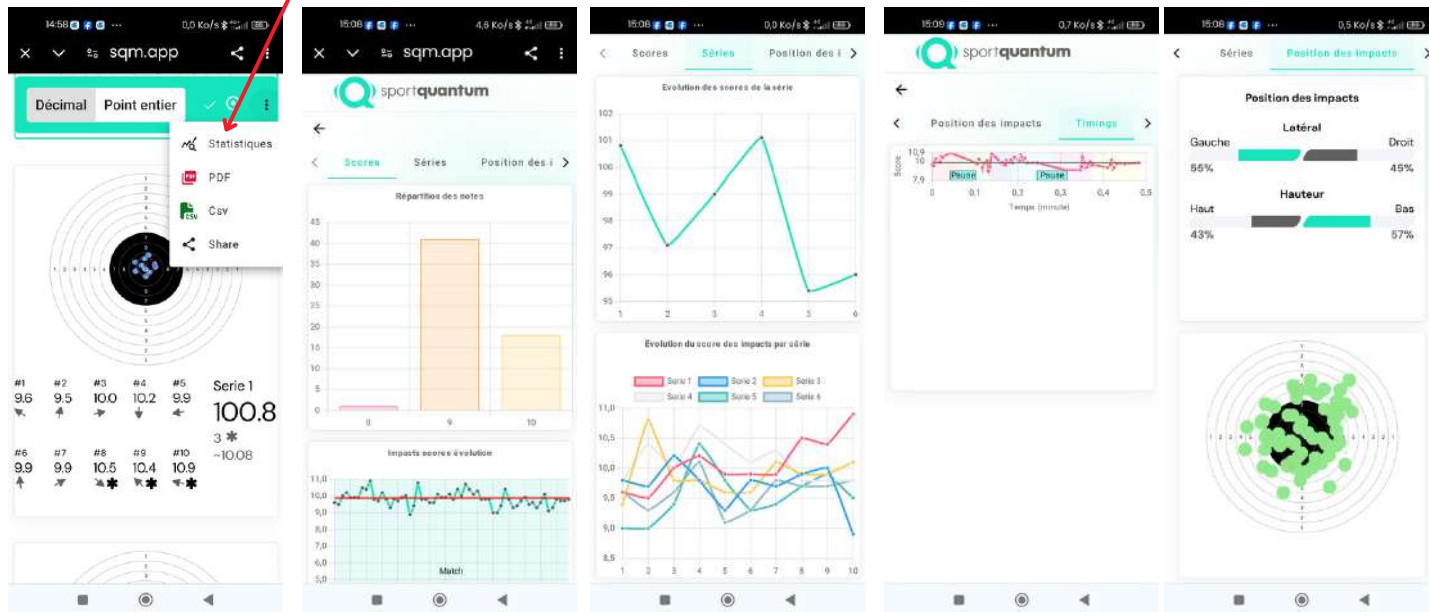 14:58 0,0 Ko/s
sqm.app
Décimal Point entier
Statistiques
PDF
Csv
Share
#1 #2 #3 #4 #5
9.6 9.5 10.0 10.2 9.9
Serie 1
100.8
3
~10.08
#6 #7 #8 #9 #10
9.9 9.9 10.5 10.4 10.9
15:08 4,6 Ko/s
sqm.app
sportquantum
Scores Séries Position des i
Répartition des notes
45
40
35
30
25
20
15
10
5
0
8 9 10
Impacts scores évolution
11,0
10,0
9,0
8,0
7,0
6,0
5,0
Match
15:08 0,0 Ko/s
Scores Séries Position des i
Evolution des scores de la série
102
101
100
99
98
97
96
95
1 2 3 4 5 6
Evolution du score des impacts par série
Serie 1 Serie 2 Serie 3
Serie 4 Serie 5 Serie 6
11,0
10,5
10,0
9,5
9,0
8,5
1 2 3 4 5 6 7 8 9 10
15:09 0,7 Ko/s
sportquantum
Position des impacts Timings
Score
10,9
10
7,9
Pause Pause
0 0,1 0,2 0,3 0,4 0,5
Temps (minute)
15:08 0,5 Ko/s
Séries Position des impacts
Position des impacts
Latéral
Gauche Droit
55% 45%
Hauteur
Haut Bas
43% 57%